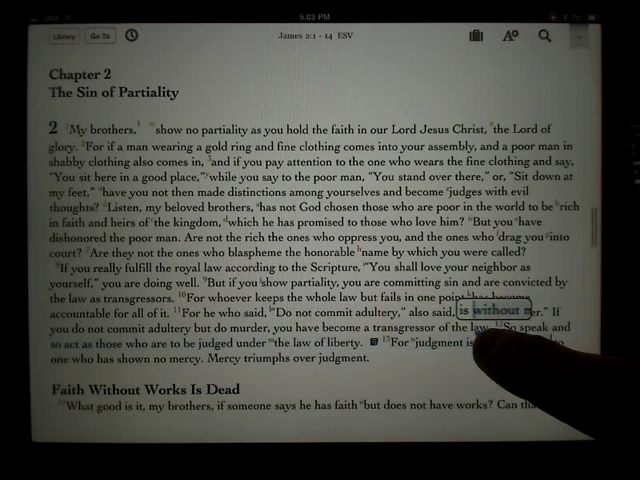 5:03 PM
Library Go To James 2:1 - 14 ESV
Chapter 2
The Sin of Partiality
2 My brothers, show no partiality as you hold the faith in our Lord Jesus Christ, the Lord of
glory. For if a man wearing a gold ring and fine clothing comes into your assembly, and a poor man in
shabby clothing also comes in, and if you pay attention to the one who wears the fine clothing and say,
"You sit here in a good place," while you say to the poor man, "You stand over there," or, "Sit down at
my feet," have you not then made distinctions among yourselves and become judges with evil
thoughts? Listen, my beloved brothers, has not God chosen those who are poor in the world to be rich
in faith and heirs of the kingdom, which he has promised to those who love him? But you have
dishonored the poor man. Are not the rich the ones who oppress you, and the ones who drag you into
court? Are they not the ones who blaspheme the honorable name by which you were called?
If you really fulfill the royal law according to the Scripture, "You shall love your neighbor as
yourself," you are doing well. But if you show partiality, you are committing sin and are convicted by
the law as transgressors. 10 For whoever keeps the whole law but fails in one point has become
accountable for all of it. 11 For he who said, "Do not commit adultery," also said, is without er." If
you do not commit adultery but do murder, you have become a transgressor of the law. 12 So speak and
so act as those who are to be judged under the law of liberty. 13 For judgment is to
one who has shown no mercy. Mercy triumphs over judgment.
Faith Without Works Is Dead
What good is it, my brothers, if someone says he has faith but does not have works? Can